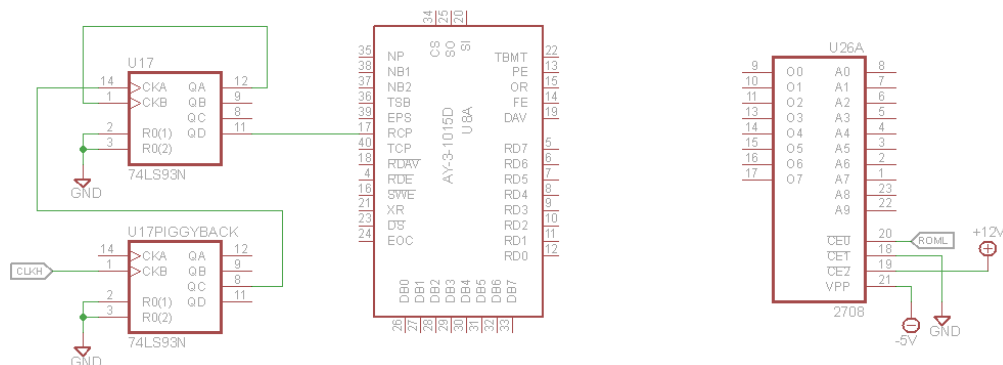 U17
14 CKA QA 12
1 CKB QB 9
QC 8
2 R0(1) QD 11
3 R0(2)
74LS93N
GND
U17PIGGYBACK
14 CKA QA 12
CLKH 1 CKB QB 9
QC 8
2 R0(1) QD 11
3 R0(2)
74LS93N
GND
34 25 20
CS SO SI
35 NP TBMT 22
38 NB1 PE 13
37 NB2 OR 15
36 TSB FE 14
39 EPS DAV 19
17 RCP
40 TCP RD7 5
18 RDAV RD6 6
4 RDE RD5 7
16 SWE RD4 8
21 XR RD3 9
23 DS RD2 10
24 EOC RD1 11
RD0 12
AY-3-1015D
U8A
DB0 DB1 DB2 DB3 DB4 DB5 DB6 DB7
26 27 28 29 30 31 32 33
U26A
9 O0 A0 8
10 O1 A1 7
11 O2 A2 6
13 O3 A3 5
14 O4 A4 4
15 O5 A5 3
16 O6 A6 2
17 O7 A7 1
A8 23
A9 22
CE0 20 ROML
CE1 18
CE2 19
VPP 21
2708
+12V
-5V
GND